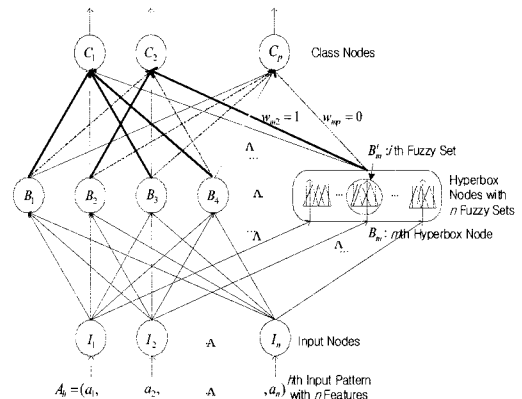 C₁ C₂ Cₚ Class Nodes
wₘ₂ = 1 wₘₚ = 0
Λ
...
Bⁱₘ : ith Fuzzy Set
B₁ B₂ B₃ B₄ Λ
... ...
Hyperbox
Nodes with
n Fuzzy Sets
Λ
...
Λ
...
Bₘ : mth Hyperbox Node
I₁ I₂ Λ Iₙ Input Nodes
Aₕ = (a₁, a₂, Λ , aₙ) hth Input Pattern
with n Features